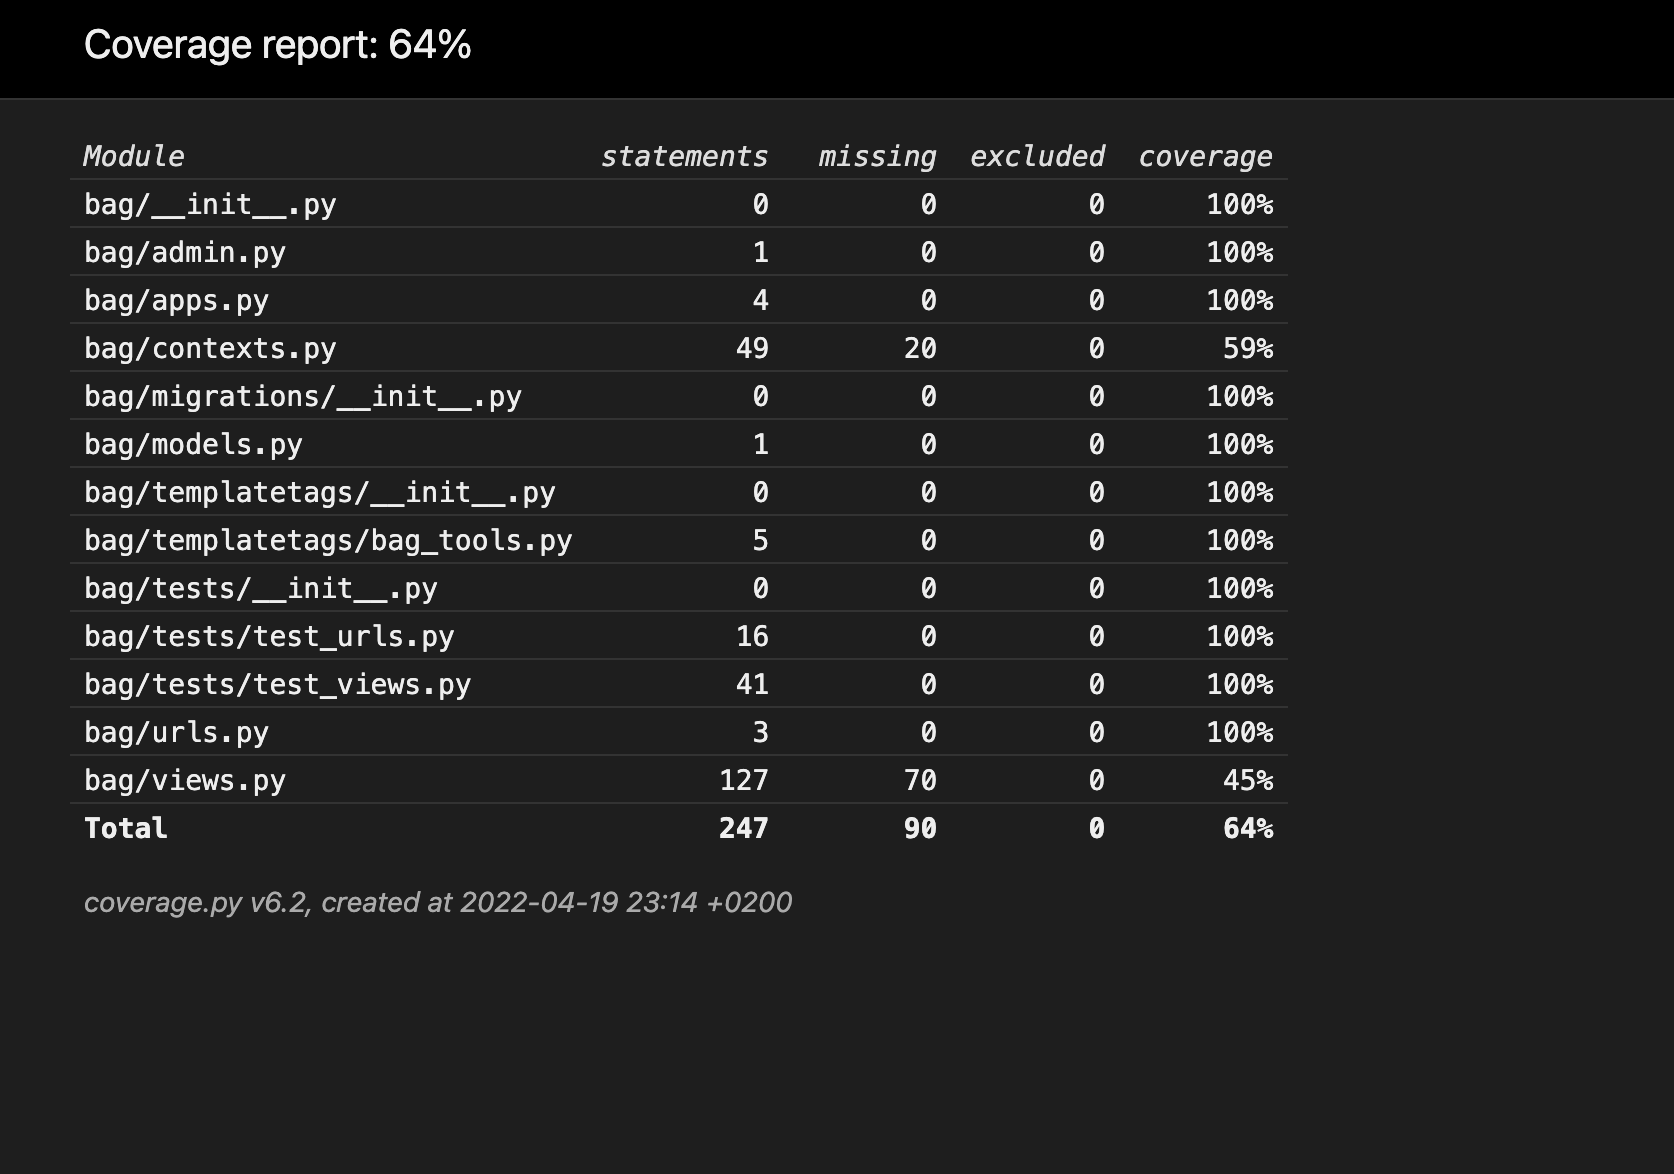 Coverage report: 64%
Module statements missing excluded coverage
bag/__init__.py 0 0 0 100%
bag/admin.py 1 0 0 100%
bag/apps.py 4 0 0 100%
bag/contexts.py 49 20 0 59%
bag/migrations/__init__.py 0 0 0 100%
bag/models.py 1 0 0 100%
bag/templatetags/__init__.py 0 0 0 100%
bag/templatetags/bag_tools.py 5 0 0 100%
bag/tests/__init__.py 0 0 0 100%
bag/tests/test_urls.py 16 0 0 100%
bag/tests/test_views.py 41 0 0 100%
bag/urls.py 3 0 0 100%
bag/views.py 127 70 0 45%
Total 247 90 0 64%
coverage.py v6.2, created at 2022-04-19 23:14 +0200